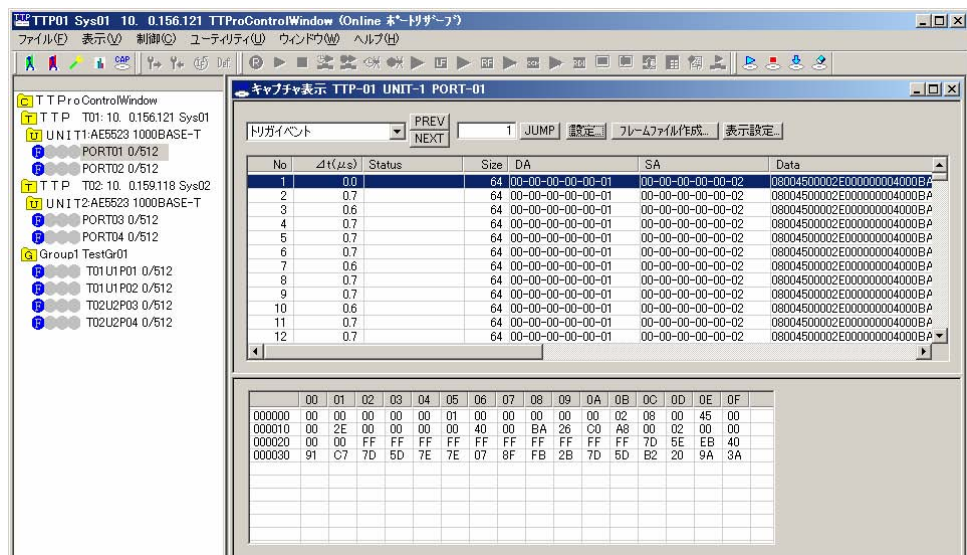 TTP01 Sys01 10. 0.156.121 TTProControlWindow (Online ﾎﾟｰﾄﾘｻﾞｰﾌﾞ)
ファイル(F) 表示(V) 制御(C) ユーティリティ(U) ウィンドウ(W) ヘルプ(H)
TTProControlWindow
TTP T01: 10. 0.156.121 Sys01
UNIT1:AE5523 1000BASE-T
PORT01 0/512
PORT02 0/512
TTP T02: 10. 0.159.118 Sys02
UNIT2:AE5523 1000BASE-T
PORT03 0/512
PORT04 0/512
Group1 TestGr01
T01U1P01 0/512
T01U1P02 0/512
T02U2P03 0/512
T02U2P04 0/512
キャプチャ表示 TTP-01 UNIT-1 PORT-01
トリガイベント PREV NEXT 1 JUMP 設定... フレームファイル作成... 表示設定...
No Δt(μs) Status Size DA SA Data
1 0.0 64 00-00-00-00-00-01 00-00-00-00-00-02 08004500002E000000004000BA
2 0.7 64 00-00-00-00-00-01 00-00-00-00-00-02 08004500002E000000004000BA
3 0.6 64 00-00-00-00-00-01 00-00-00-00-00-02 08004500002E000000004000BA
4 0.7 64 00-00-00-00-00-01 00-00-00-00-00-02 08004500002E000000004000BA
5 0.7 64 00-00-00-00-00-01 00-00-00-00-00-02 08004500002E000000004000BA
6 0.7 64 00-00-00-00-00-01 00-00-00-00-00-02 08004500002E000000004000BA
7 0.6 64 00-00-00-00-00-01 00-00-00-00-00-02 08004500002E000000004000BA
8 0.7 64 00-00-00-00-00-01 00-00-00-00-00-02 08004500002E000000004000BA
9 0.7 64 00-00-00-00-00-01 00-00-00-00-00-02 08004500002E000000004000BA
10 0.6 64 00-00-00-00-00-01 00-00-00-00-00-02 08004500002E000000004000BA
11 0.7 64 00-00-00-00-00-01 00-00-00-00-00-02 08004500002E000000004000BA
12 0.7 64 00-00-00-00-00-01 00-00-00-00-00-02 08004500002E000000004000BA
00 01 02 03 04 05 06 07 08 09 0A 0B 0C 0D 0E 0F
000000 00 00 00 00 00 01 00 00 00 00 00 02 08 00 45 00
000010 00 2E 00 00 00 00 40 00 BA 26 C0 A8 00 02 00 00
000020 00 00 FF FF FF FF FF FF FF FF FF FF 7D 5E EB 40
000030 91 C7 7D 5D 7E 7E 07 8F FB 2B 7D 5D B2 20 9A 3A